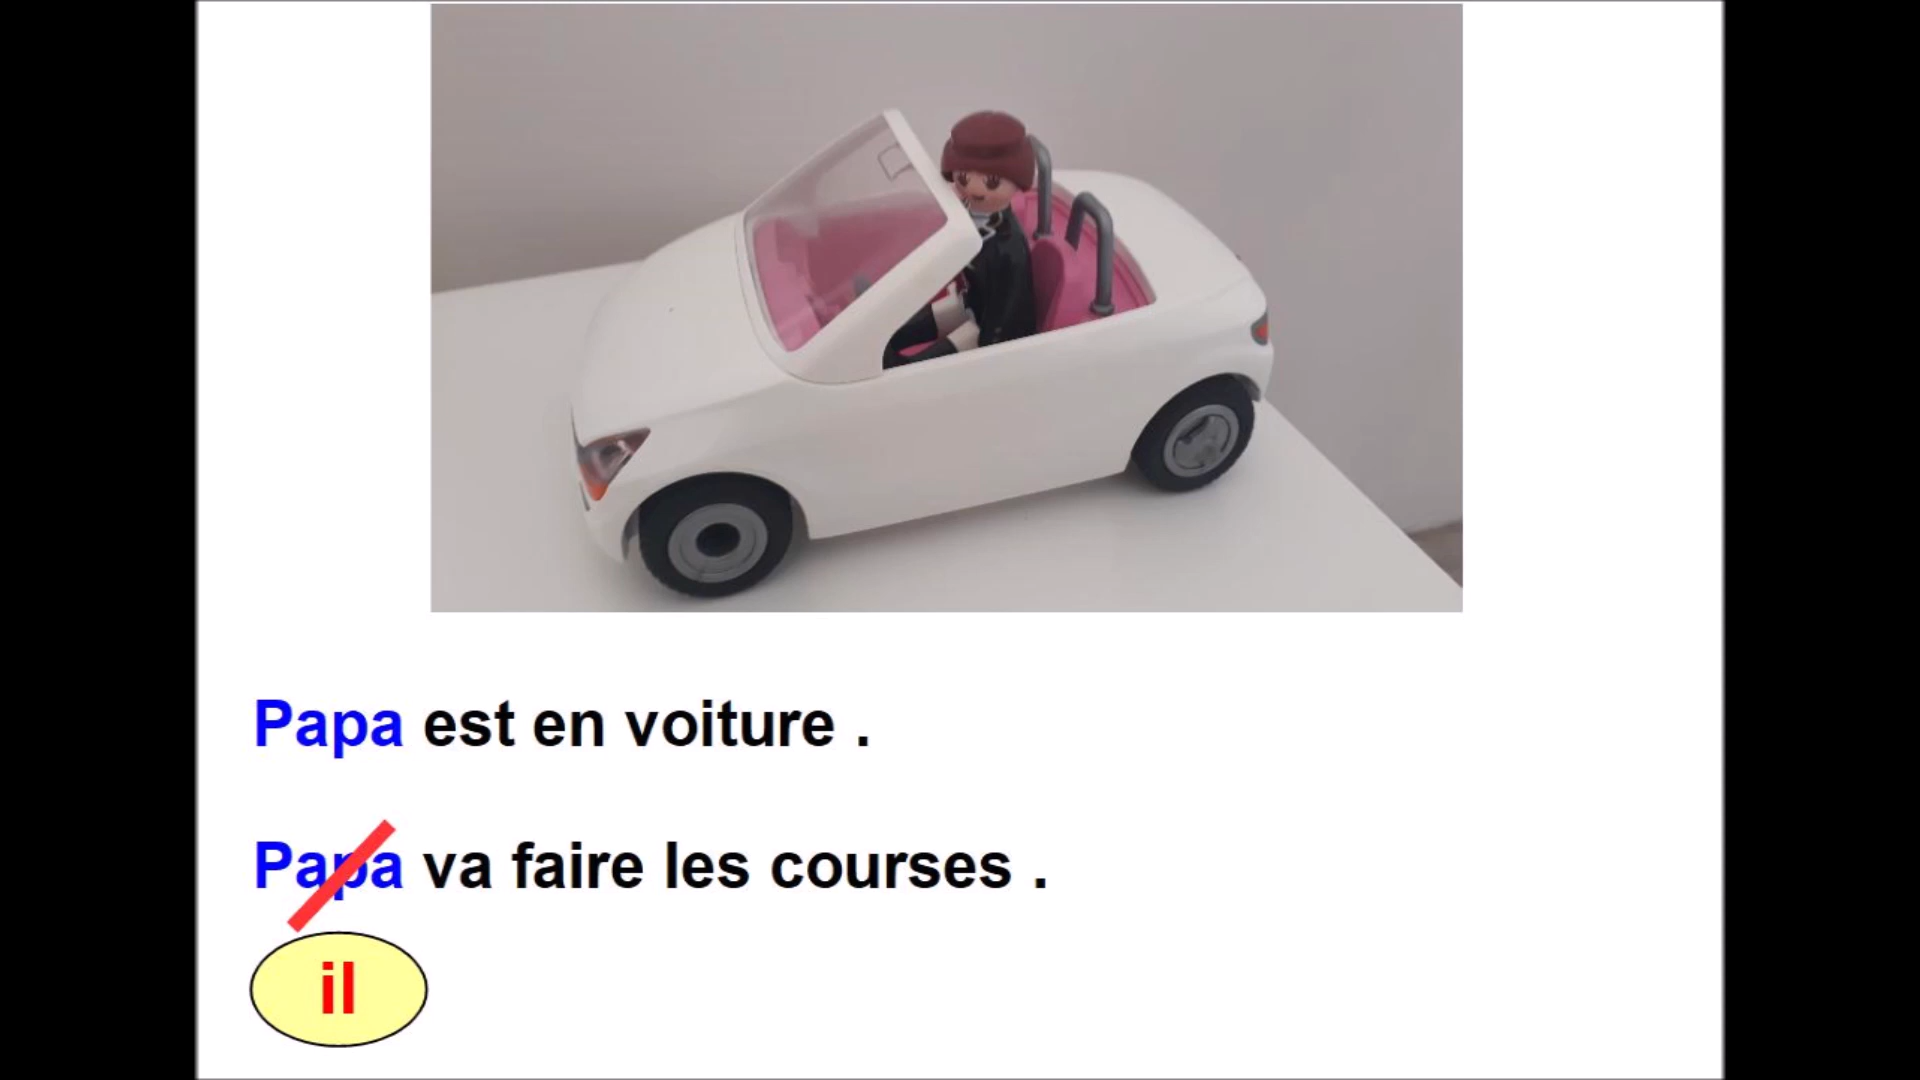 Papa est en voiture .
Papa va faire les courses .
il